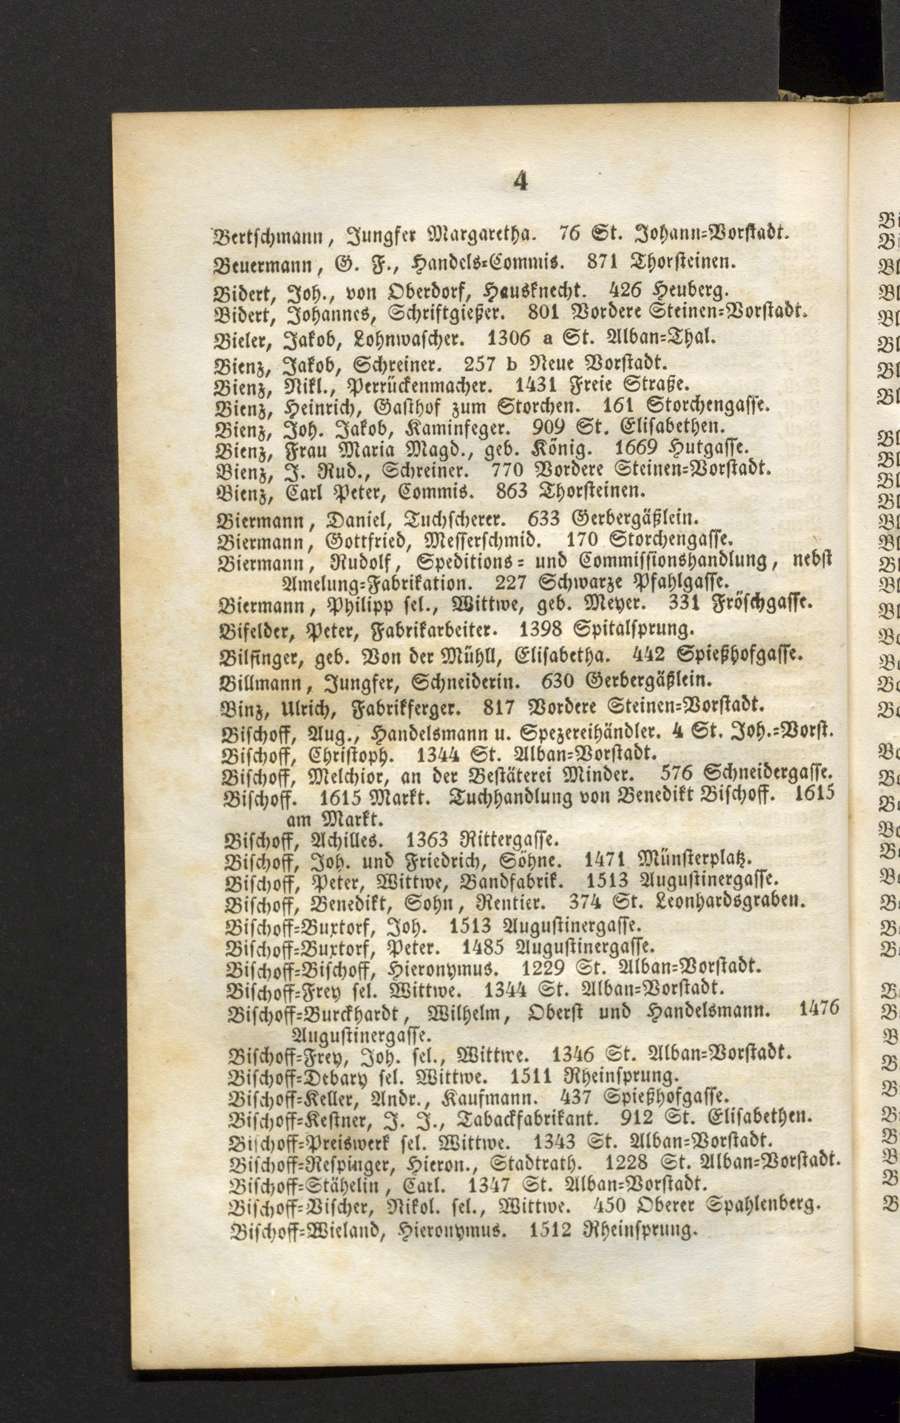 4
Bertschmann, Jungfer Margaretha. 76 St. Johann-Vorstadt.
Beuermann, G. F., Handels-Commis. 871 Thorsteinen.
Bidert, Joh., von Oberdorf, Hausknecht. 426 Heuberg.
Bidert, Johannes, Schriftgießer. 801 Vordere Steinen-Vorstadt.
Bieler, Jakob, Lohnwascher. 1306 a St. Alban-Thal.
Bienz, Jakob, Schreiner. 257 b Neue Vorstadt.
Bienz, Nikl., Perrückenmacher. 1431 Freie Straße.
Bienz, Heinrich, Gasthof zum Storchen. 161 Storchengasse.
Bienz, Joh. Jakob, Kaminfeger. 909 St. Elisabethen.
Bienz, Frau Maria Magd., geb. König. 1669 Hutgasse.
Bienz, J. Rud., Schreiner. 770 Vordere Steinen-Vorstadt.
Bienz, Carl Peter, Commis. 863 Thorsteinen.
Biermann, Daniel, Tuchscherer. 633 Gerbergäßlein.
Biermann, Gottfried, Messerschmid. 170 Storchengasse.
Biermann, Rudolf, Speditions- und Commissionshandlung, nebst
Amelung-Fabrikation. 227 Schwarze Pfahlgasse.
Biermann, Philipp sel., Wittwe, geb. Meyer. 331 Fröschgasse.
Bifelder, Peter, Fabrikarbeiter. 1398 Spitalsprung.
Bilfinger, geb. Von der Mühll, Elisabetha. 442 Spießhofgasse.
Billmann, Jungfer, Schneiderin. 630 Gerbergäßlein.
Binz, Ulrich, Fabrikferger. 817 Vordere Steinen-Vorstadt.
Bischoff, Aug., Handelsmann u. Spezereihändler. 4 St. Joh.-Vorst.
Bischoff, Christoph. 1344 St. Alban-Vorstadt.
Bischoff, Melchior, an der Bestäterei Minder. 576 Schneidergasse.
Bischoff. 1615 Markt. Tuchhandlung von Benedikt Bischoff. 1615
am Markt.
Bischoff, Achilles. 1363 Rittergasse.
Bischoff, Joh. und Friedrich, Söhne. 1471 Münsterplatz.
Bischoff, Peter, Wittwe, Bandfabrik. 1513 Augustinergasse.
Bischoff, Benedikt, Sohn, Rentier. 374 St. Leonhardsgraben.
Bischoff-Buxtorf, Joh. 1513 Augustinergasse.
Bischoff-Buxtorf, Peter. 1485 Augustinergasse.
Bischoff-Bischoff, Hieronymus. 1229 St. Alban-Vorstadt.
Bischoff-Frey sel. Wittwe. 1344 St. Alban-Vorstadt.
Bischoff-Burckhardt, Wilhelm, Oberst und Handelsmann. 1476
Augustinergasse.
Bischoff-Frey, Joh. sel., Wittwe. 1346 St. Alban-Vorstadt.
Bischoff-Debary sel. Wittwe. 1511 Rheinsprung.
Bischoff-Keller, Andr., Kaufmann. 437 Spießhofgasse.
Bischoff-Kestner, J. J., Tabackfabrikant. 912 St. Elisabethen.
Bischoff-Preiswerk sel. Wittwe. 1343 St. Alban-Vorstadt.
Bischoff-Respinger, Hieron., Stadtrath. 1228 St. Alban-Vorstadt.
Bischoff-Stähelin, Carl. 1347 St. Alban-Vorstadt.
Bischoff-Vischer, Nikol. sel., Wittwe. 450 Oberer Spahlenberg.
Bischoff-Wieland, Hieronymus. 1512 Rheinsprung.